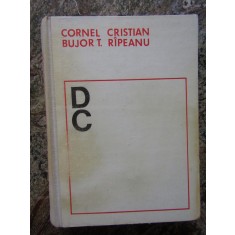 CORNEL CRISTIAN
BUJOR T. RÎPEANU
D
C